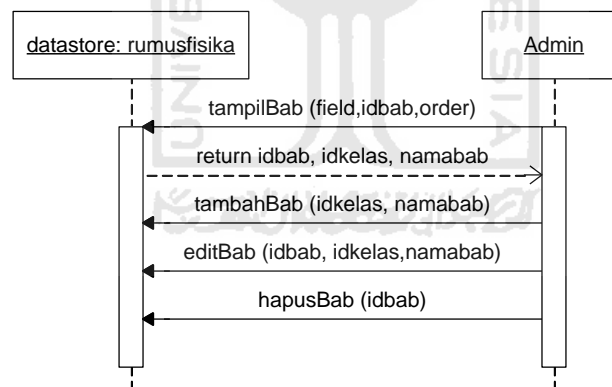 datastore: rumusfisika
Admin
tampilBab (field,idbab,order)
return idbab, idkelas, namabab
tambahBab (idkelas, namabab)
editBab (idbab, idkelas,namabab)
hapusBab (idbab)